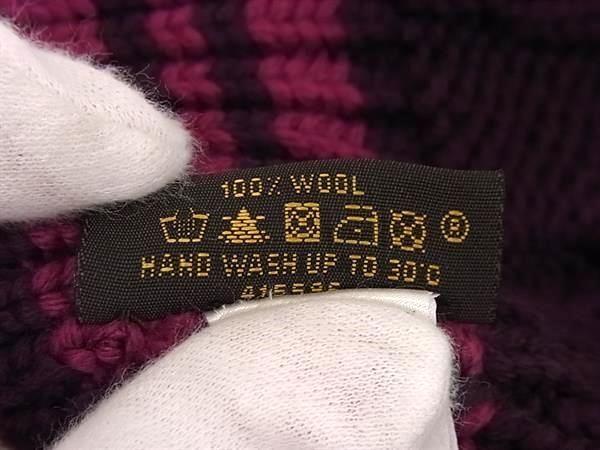 100% WOOL
HAND WASH UP TO 30°C